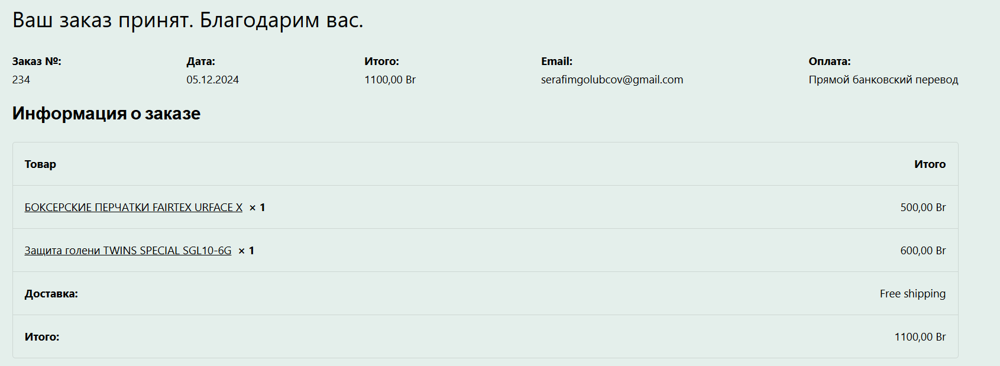 Ваш заказ принят. Благодарим вас.
Заказ №: Дата: Итого: Email: Оплата:
234 05.12.2024 1100,00 Br serafimgolubcov@gmail.com Прямой банковский перевод
Информация о заказе
Товар Итого
БОКСЕРСКИЕ ПЕРЧАТКИ FAIRTEX URFACE X × 1 500,00 Br
Защита голени TWINS SPECIAL SGL10-6G × 1 600,00 Br
Доставка: Free shipping
Итого: 1100,00 Br